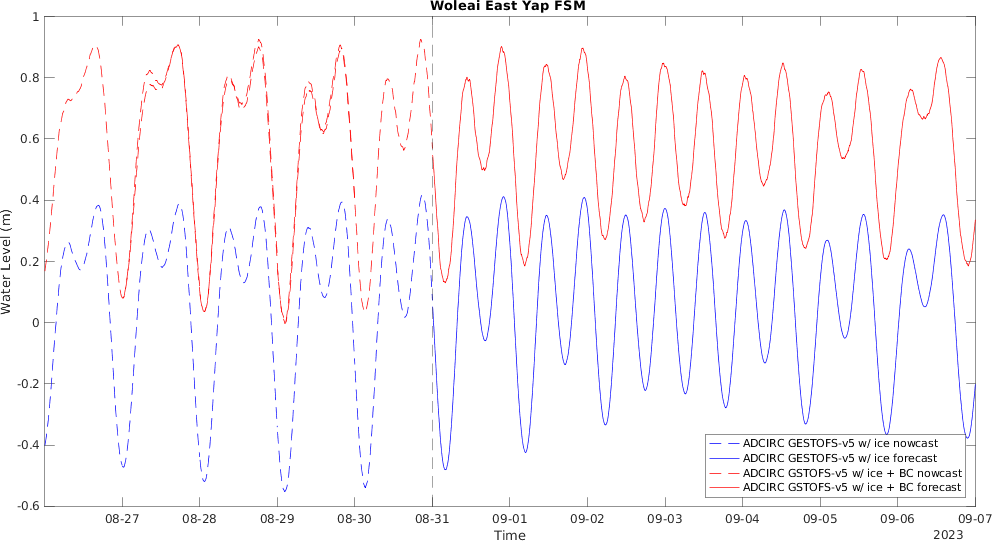 Woleai East Yap FSM
Water Level (m)
1
0.8
0.6
0.4
0.2
0
-0.2
-0.4
-0.6
ADCIRC GESTOFS-v5 w/ ice nowcast
ADCIRC GESTOFS-v5 w/ ice forecast
ADCIRC GSTOFS-v5 w/ ice + BC nowcast
ADCIRC GSTOFS-v5 w/ ice + BC forecast
08-27 08-28 08-29 08-30 08-31 09-01 09-02 09-03 09-04 09-05 09-06 09-07
Time
2023